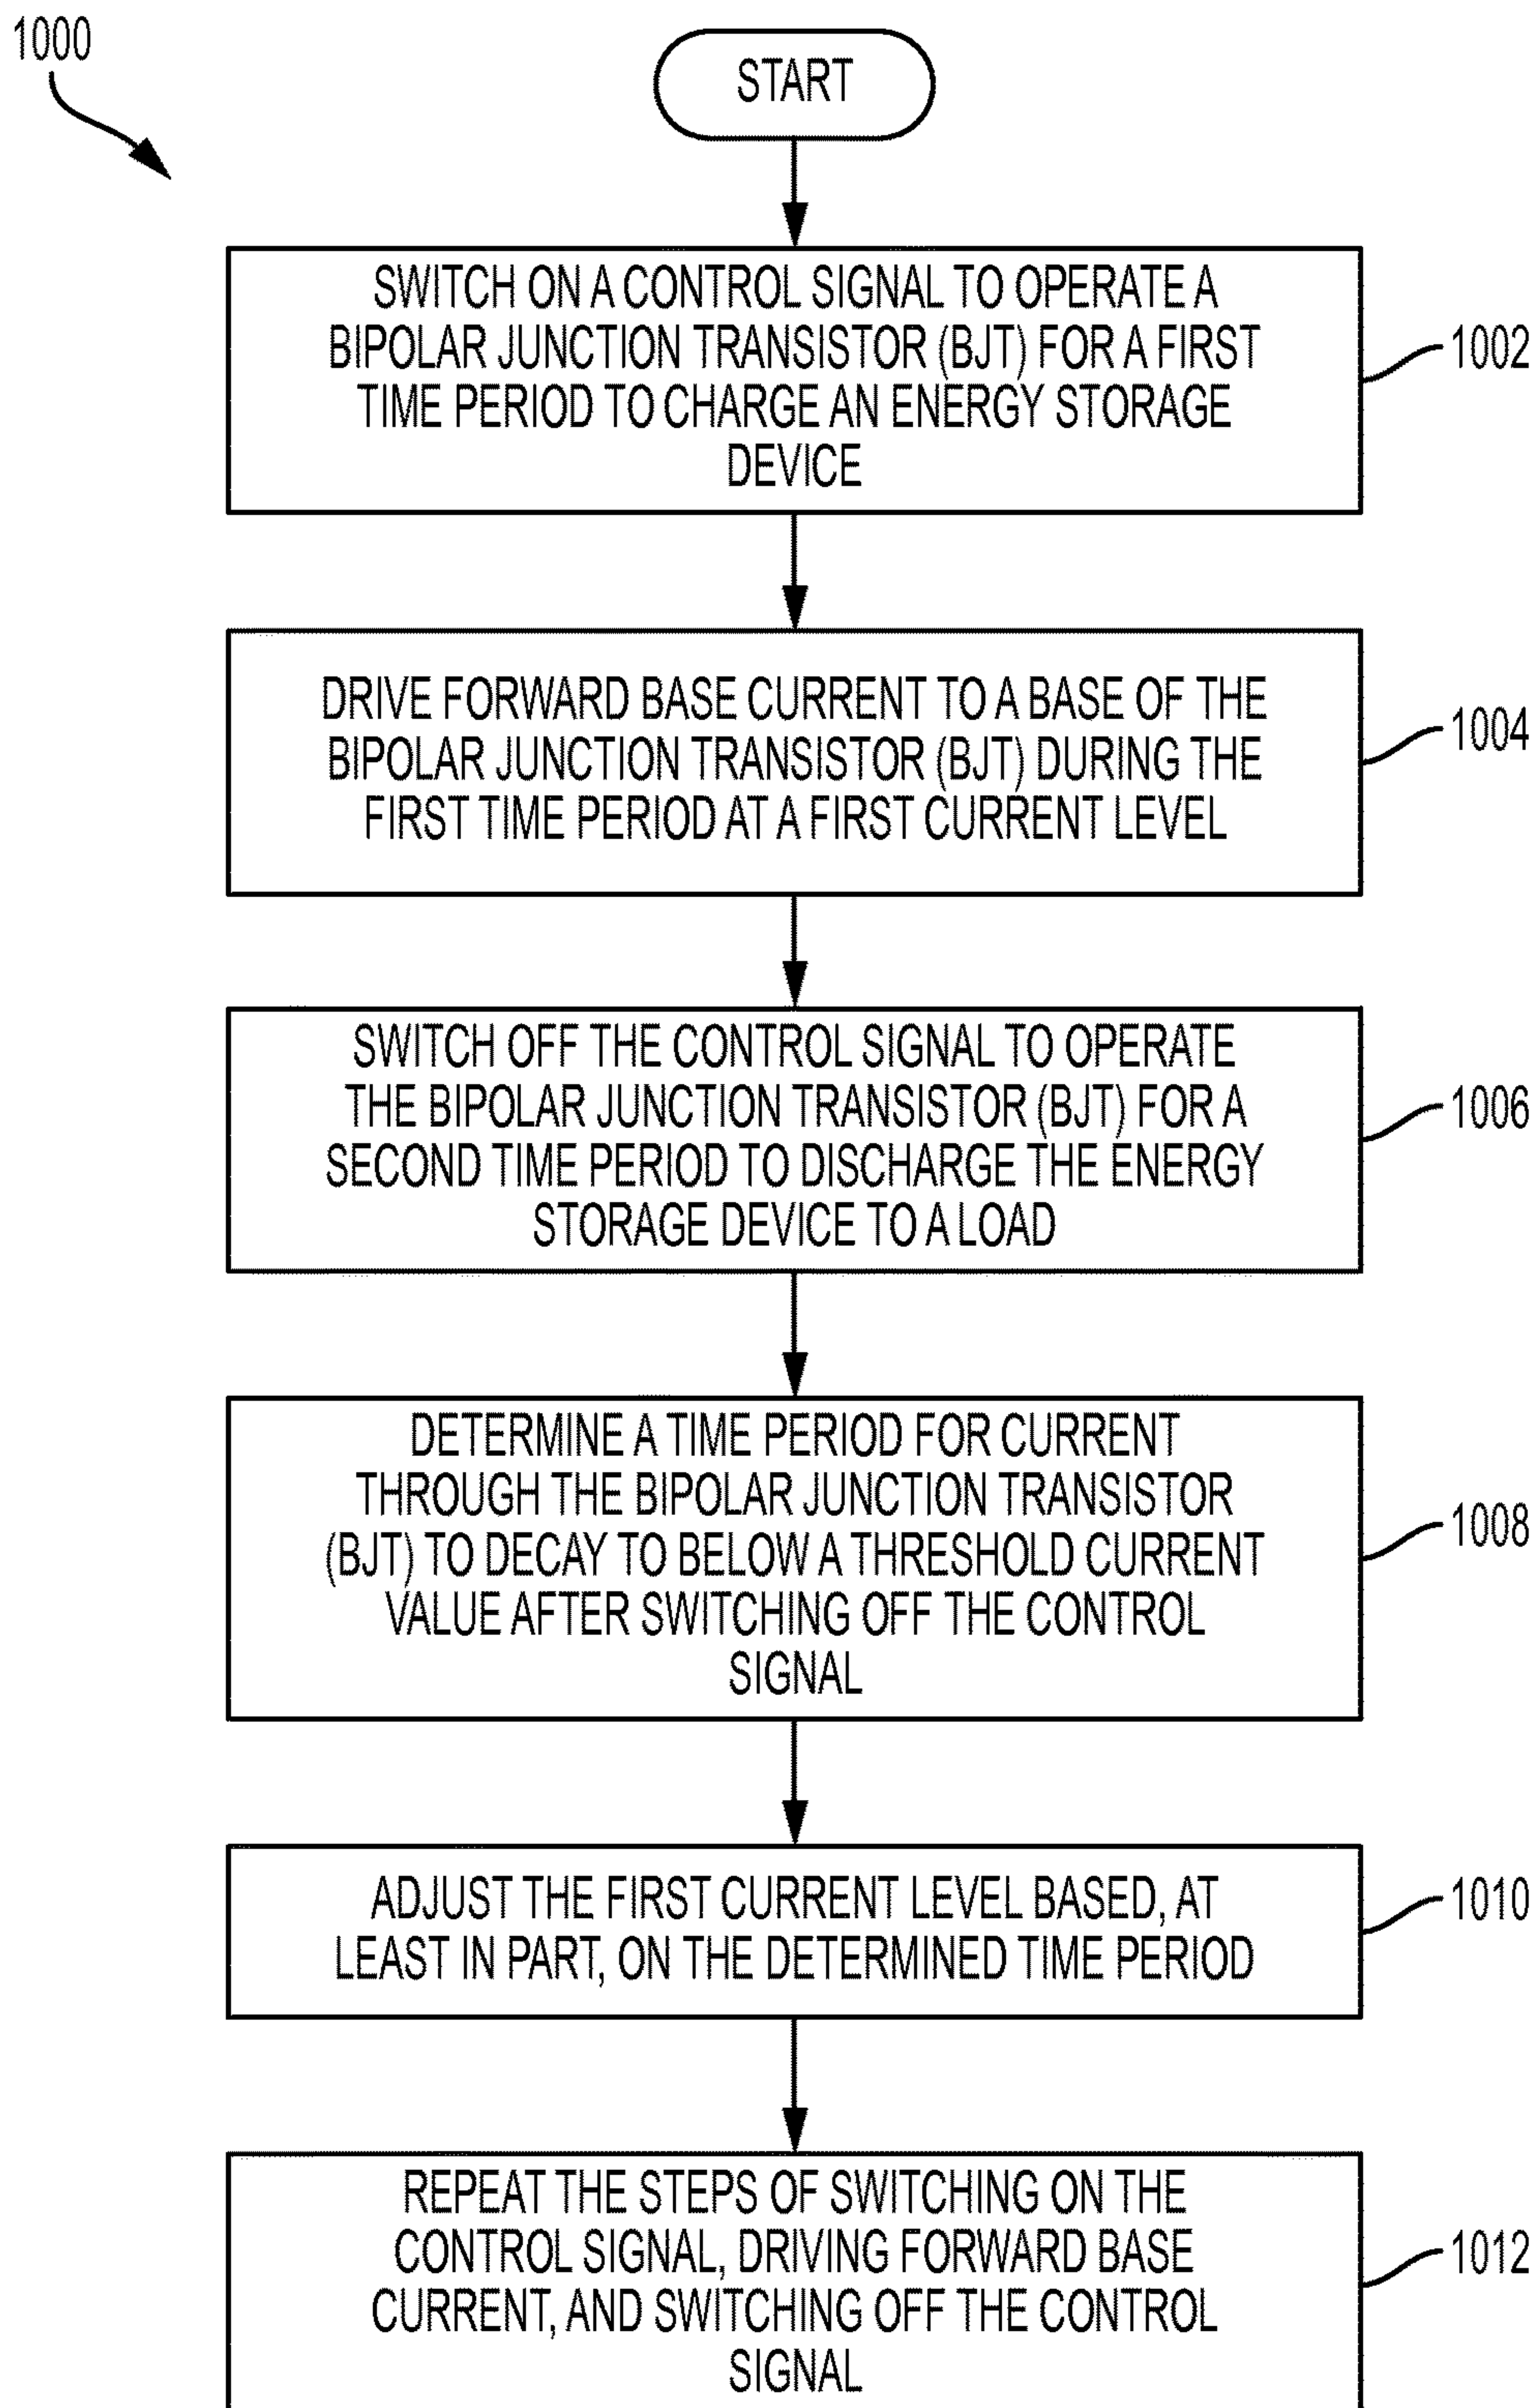 1000
START
SWITCH ON A CONTROL SIGNAL TO OPERATE A
BIPOLAR JUNCTION TRANSISTOR (BJT) FOR A FIRST
TIME PERIOD TO CHARGE AN ENERGY STORAGE
DEVICE
1002
DRIVE FORWARD BASE CURRENT TO A BASE OF THE
BIPOLAR JUNCTION TRANSISTOR (BJT) DURING THE
FIRST TIME PERIOD AT A FIRST CURRENT LEVEL
1004
SWITCH OFF THE CONTROL SIGNAL TO OPERATE
THE BIPOLAR JUNCTION TRANSISTOR (BJT) FOR A
SECOND TIME PERIOD TO DISCHARGE THE ENERGY
STORAGE DEVICE TO A LOAD
1006
DETERMINE A TIME PERIOD FOR CURRENT
THROUGH THE BIPOLAR JUNCTION TRANSISTOR
(BJT) TO DECAY TO BELOW A THRESHOLD CURRENT
VALUE AFTER SWITCHING OFF THE CONTROL
SIGNAL
1008
ADJUST THE FIRST CURRENT LEVEL BASED, AT
LEAST IN PART, ON THE DETERMINED TIME PERIOD
1010
REPEAT THE STEPS OF SWITCHING ON THE
CONTROL SIGNAL, DRIVING FORWARD BASE
CURRENT, AND SWITCHING OFF THE CONTROL
SIGNAL
1012